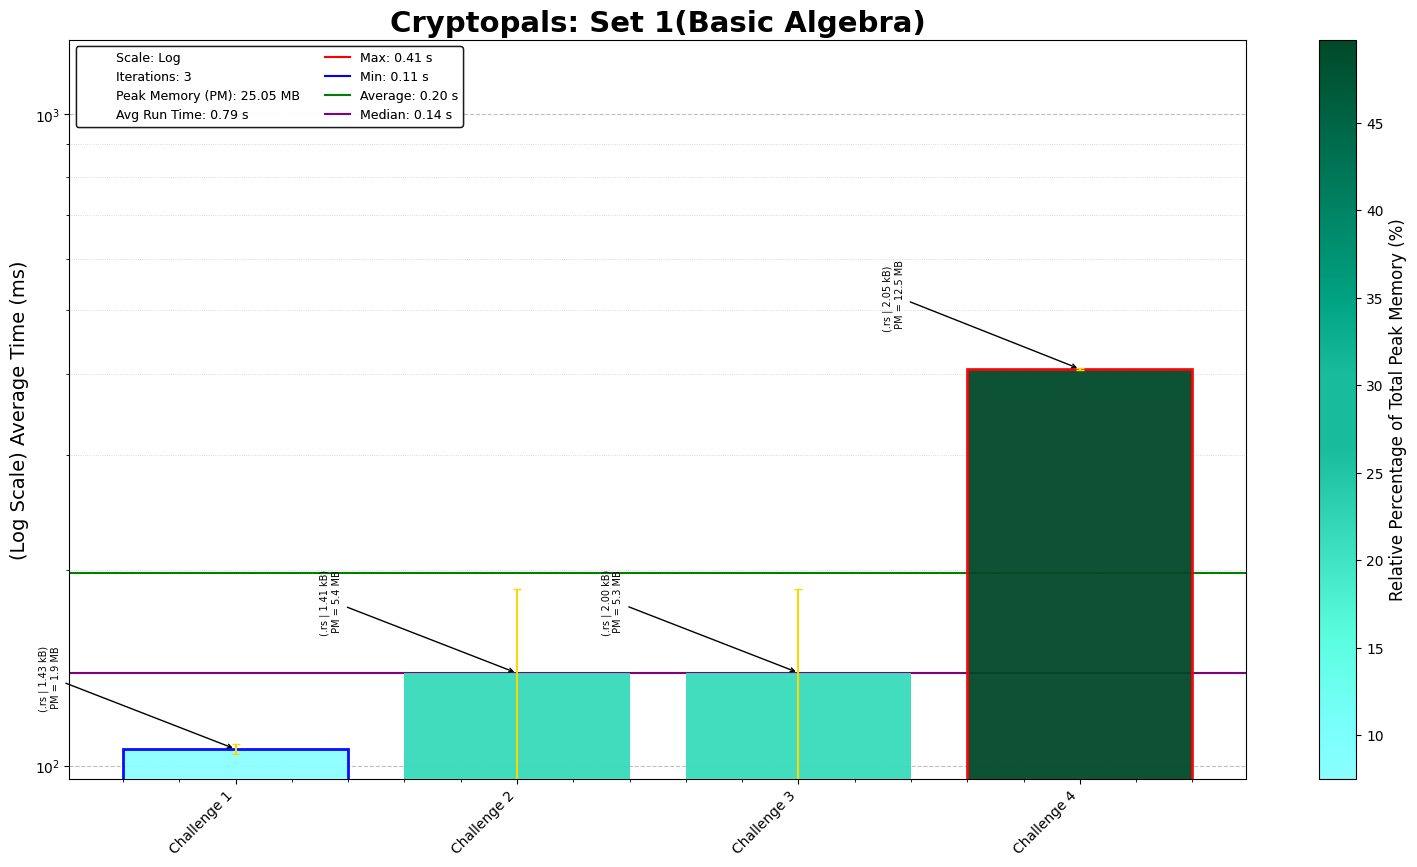 Cryptopals: Set 1(Basic Algebra)
Scale: Log
Iterations: 3
Peak Memory (PM): 25.05 MB
Avg Run Time: 0.79 s
Max: 0.41 s
Min: 0.11 s
Average: 0.20 s
Median: 0.14 s
(Log Scale) Average Time (ms)
10³
10²
(.rs | 1.43 kB)
PM = 1.9 MB
(.rs | 1.41 kB)
PM = 5.4 MB
(.rs | 2.00 kB)
PM = 5.3 MB
(.rs | 2.05 kB)
PM = 12.5 MB
Challenge 1
Challenge 2
Challenge 3
Challenge 4
45
40
35
30
25
20
15
10
Relative Percentage of Total Peak Memory (%)